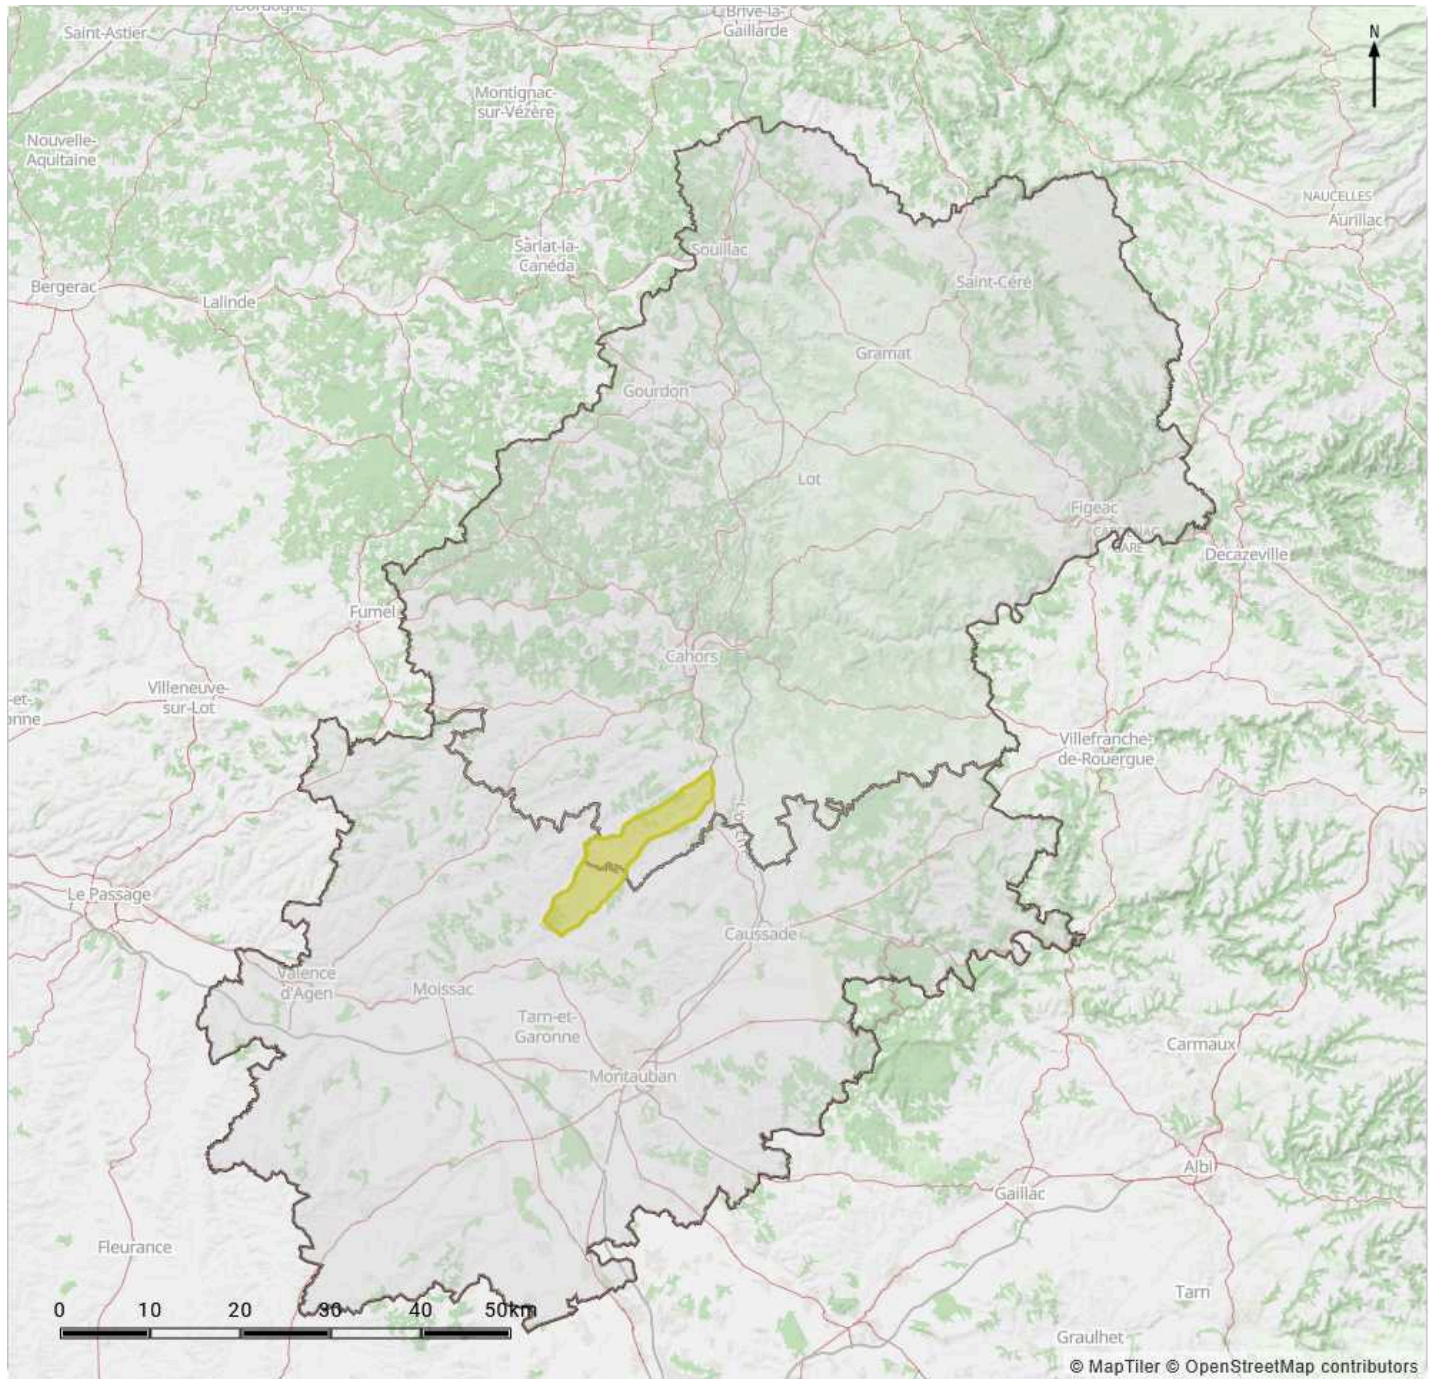 Dordogne
Brive-la-
Gaillarde
Saint-Astier
N
Montignac-
sur-Vézère
Nouvelle-
Aquitaine
NAUCELLES
Aurillac
Sarlat-la-
Canéda
Souillac
Saint-Céré
Bergerac
Lalinde
Gramat
Gourdon
Lot
Figeac
Decazeville
Fumel
Cahors
Villeneuve-
sur-Lot
-et-
onne
Villefranche-
de-Rouergue
Le Passage
Caussade
Valence
d'Agen
Moissac
Tarn-et-
Garonne
Carmaux
Montauban
Albi
Gaillac
Fleurance
Tarn
0 10 20 30 40 50km
Graulhet
© MapTiler © OpenStreetMap contributors